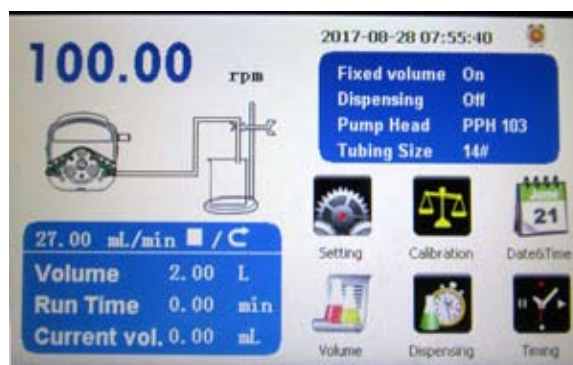 2017-08-28 07:55:40
100.00 rpm
Fixed volume On
Dispensing Off
Pump Head PPH 103
Tubing Size 14#
27.00 mL/min /
Volume 2.00 L
Run Time 0.00 min
Current vol. 0.00 mL
21
Setting
Calibration
Date&Time
Volume
Dispensing
Timing